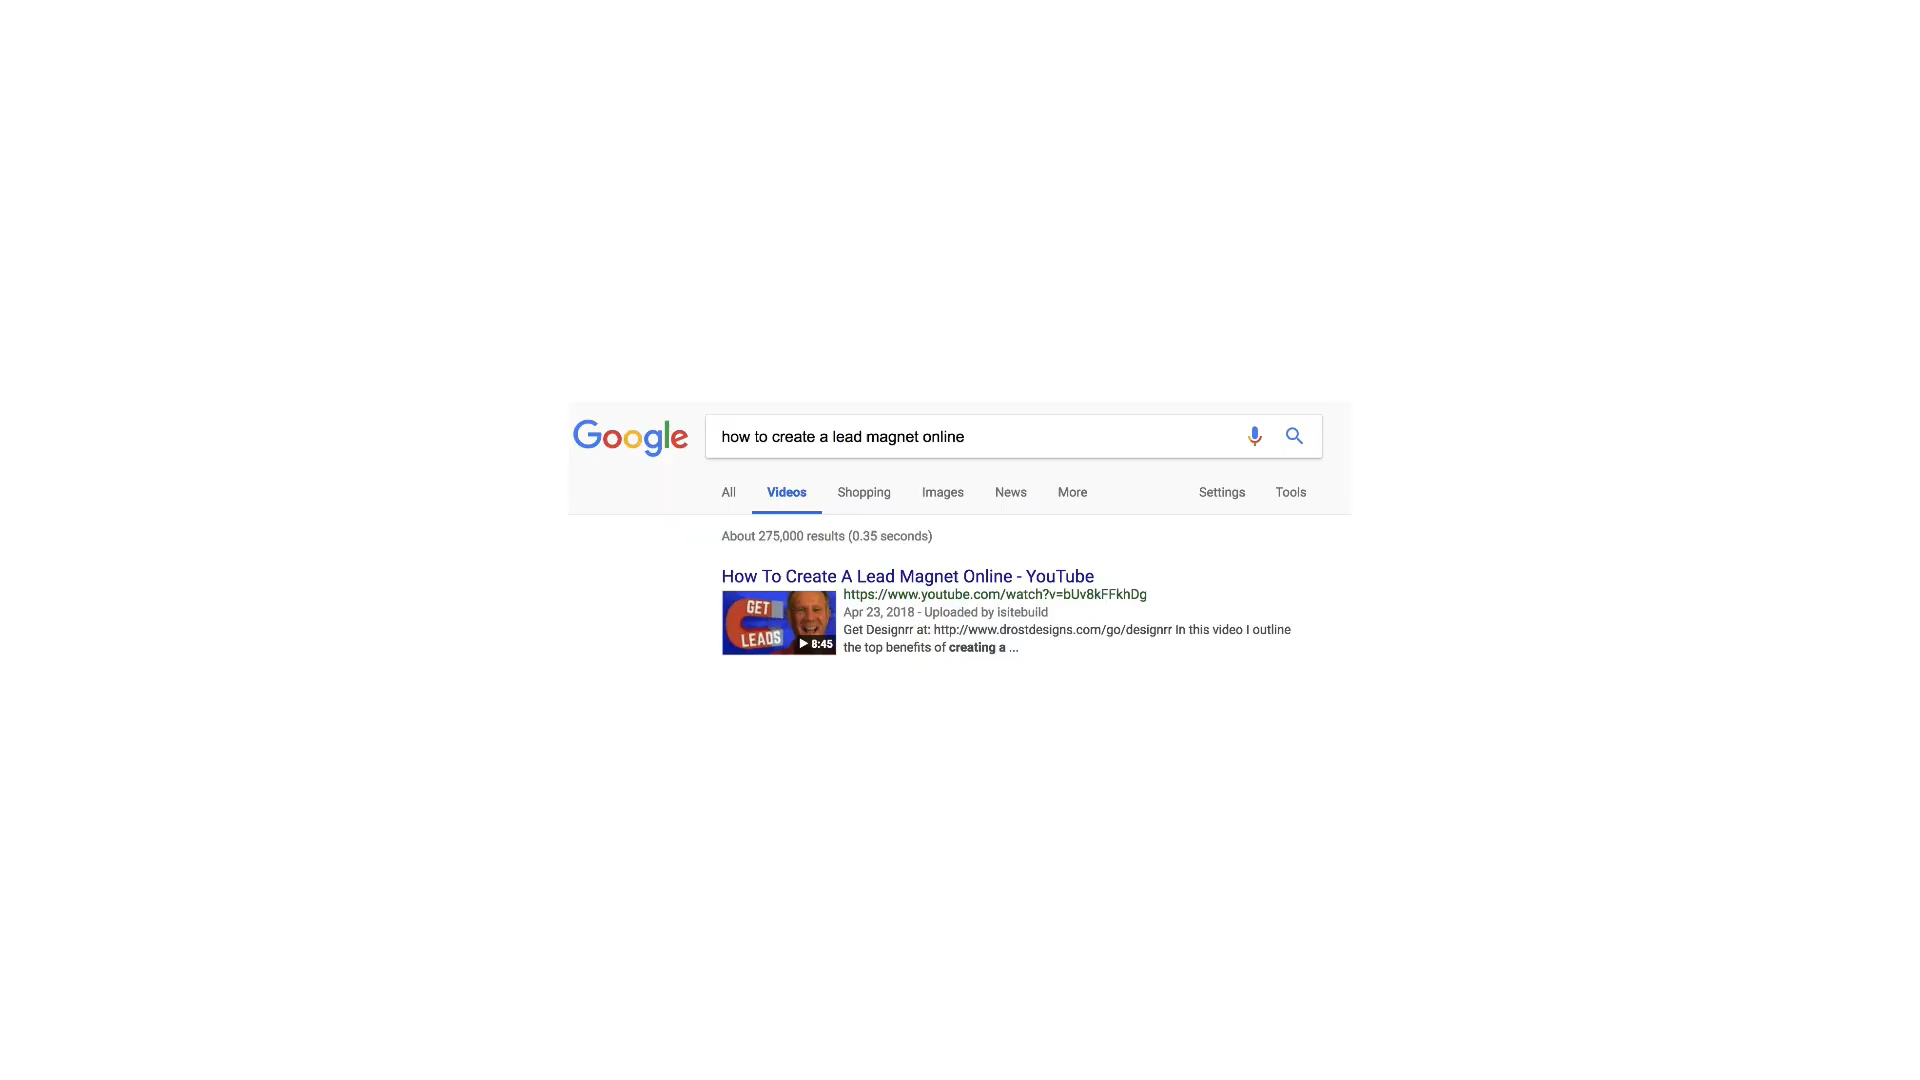 Google
how to create a lead magnet online
All Videos Shopping Images News More Settings Tools
About 275,000 results (0.35 seconds)
How To Create A Lead Magnet Online - YouTube
GET
LEADS
8:45
https://www.youtube.com/watch?v=bUv8kFFkhDg
Apr 23, 2018 - Uploaded by isitebuild
Get Designrr at: http://www.drostdesigns.com/go/designrr In this video I outline
the top benefits of creating a ...